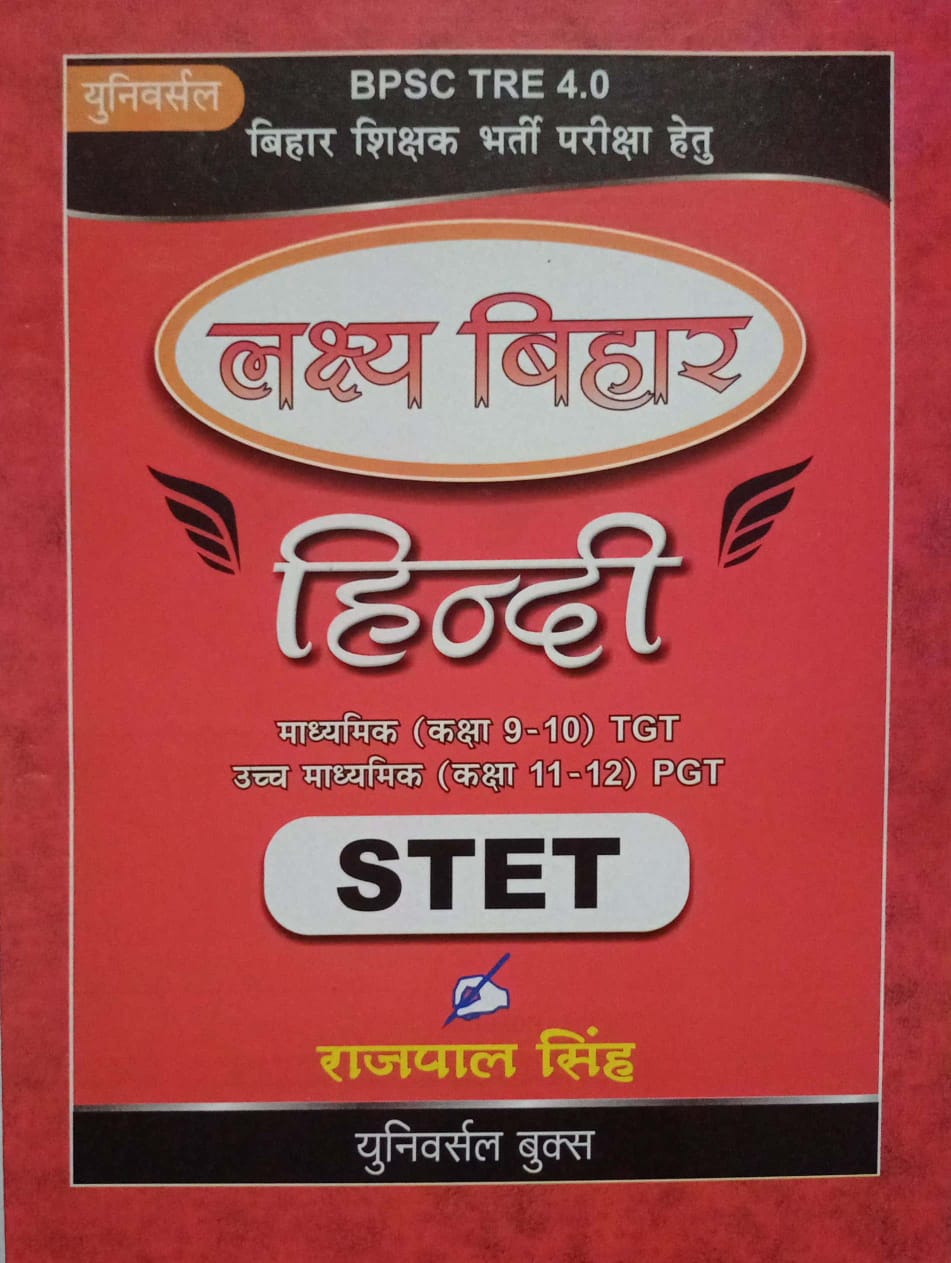 युनिवर्सल
BPSC TRE 4.0
बिहार शिक्षक भर्ती परीक्षा हेतु
लक्ष्य बिहार
हिन्दी
माध्यमिक (कक्षा 9-10) TGT
उच्च माध्यमिक (कक्षा 11-12) PGT
STET
राजपाल सिंह
युनिवर्सल बुक्स